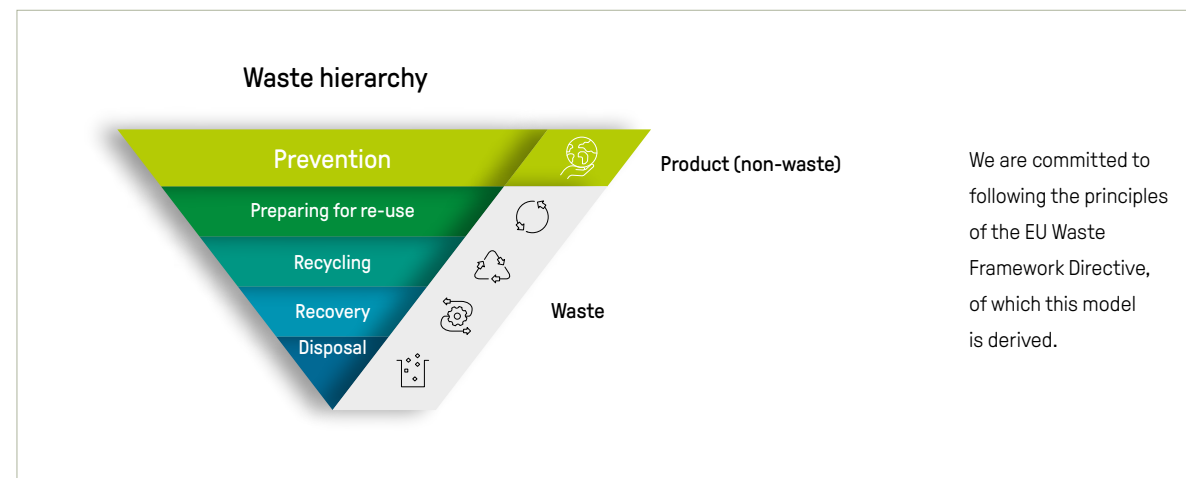 Waste hierarchy
Prevention
Product (non-waste)
Preparing for re-use
Recycling
Recovery
Waste
Disposal
We are committed to
following the principles
of the EU Waste
Framework Directive,
of which this model
is derived.